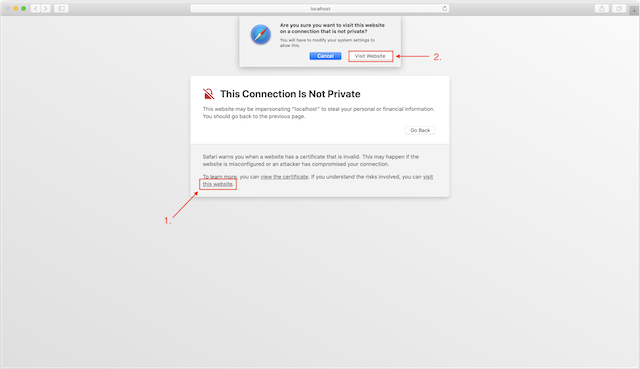 localhost
Are you sure you want to visit this website
on a connection that is not private?
You will have to modify your system settings to
allow this.
Cancel
Visit Website
2.
This Connection Is Not Private
This website may be impersonating "localhost" to steal your personal or financial information.
You should go back to the previous page.
Go Back
Safari warns you when a website has a certificate that is invalid. This may happen if the
website is misconfigured or an attacker has compromised your connection.
To learn more, you can view the certificate. If you understand the risks involved, you can visit
this website.
1.